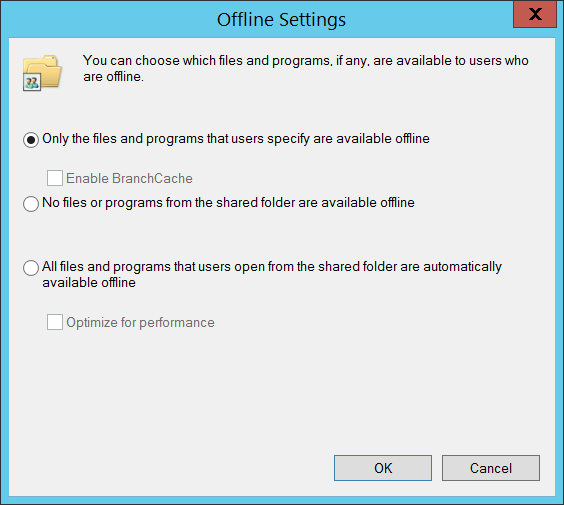 Offline Settings
X
You can choose which files and programs, if any, are available to users who
are offline.
Only the files and programs that users specify are available offline
Enable BranchCache
No files or programs from the shared folder are available offline
All files and programs that users open from the shared folder are automatically
available offline
Optimize for performance
OK
Cancel